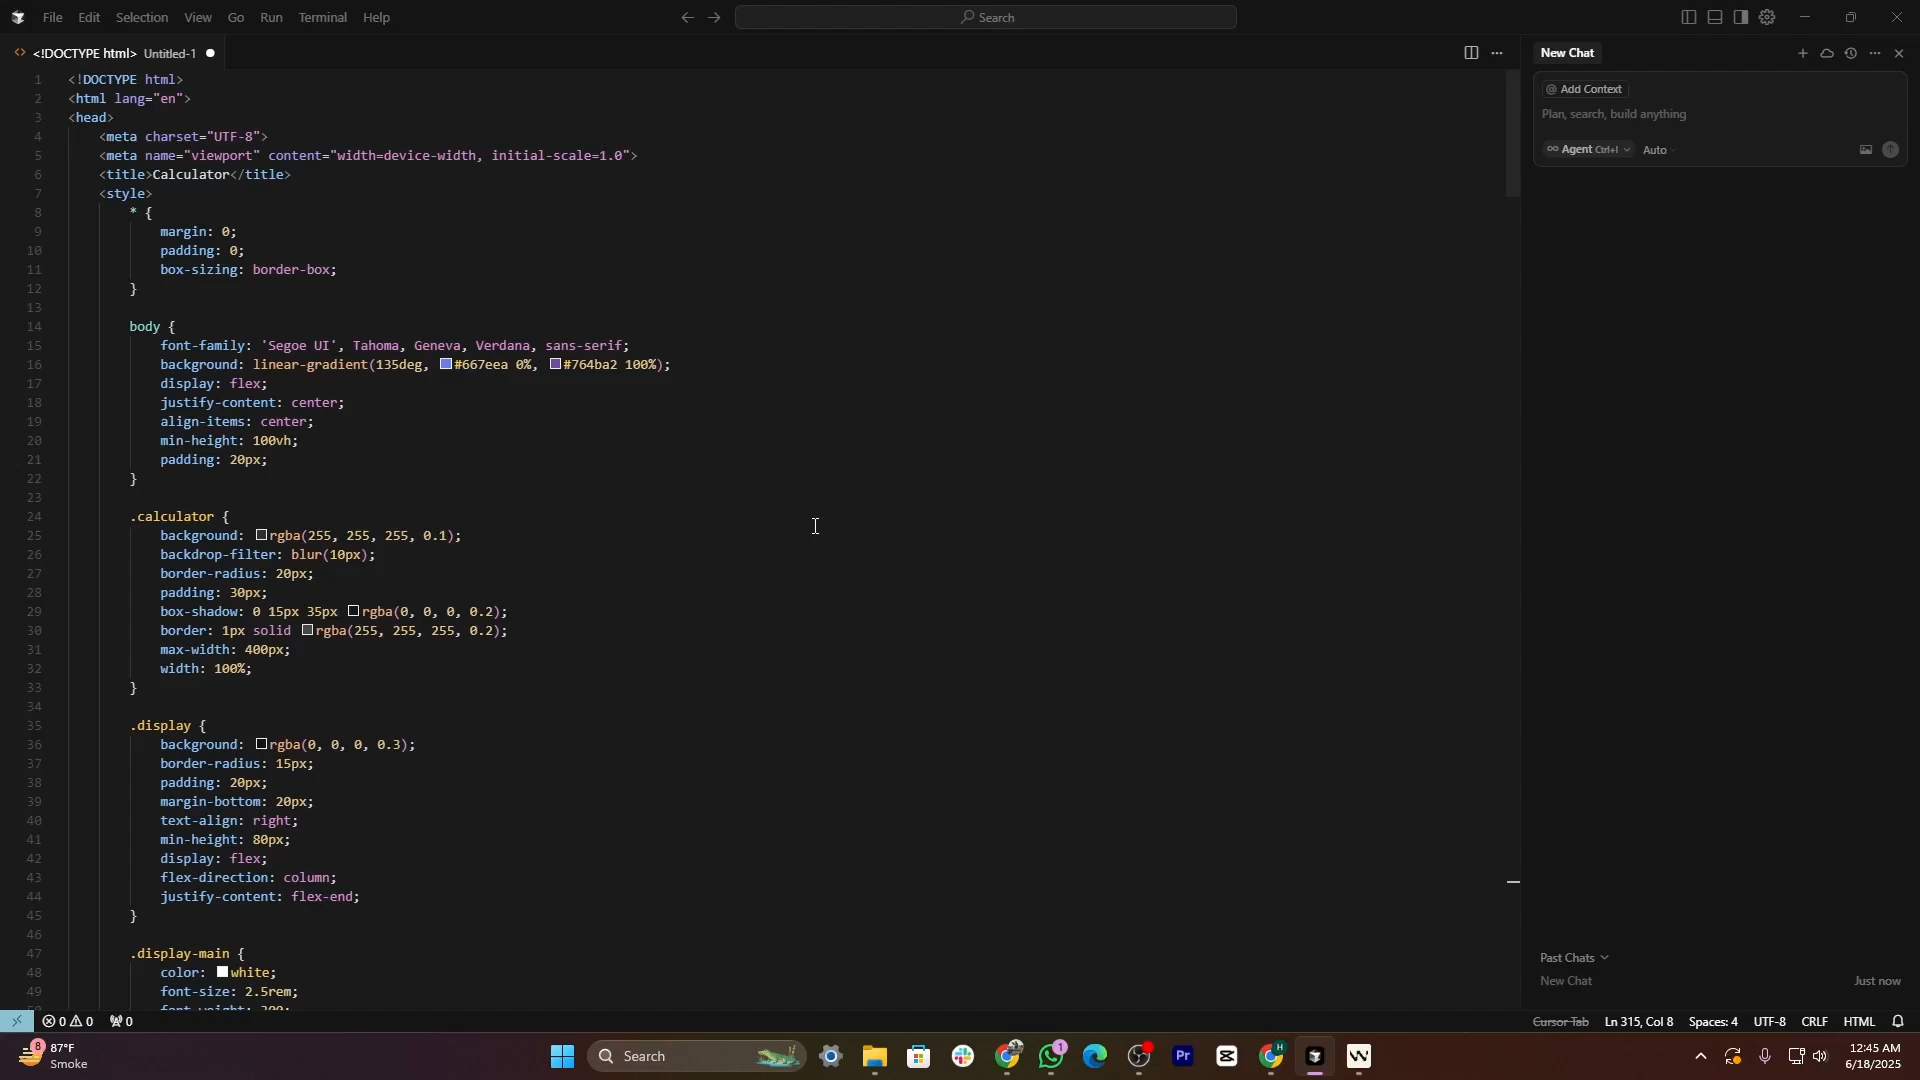 File Edit Selection View Go Run Terminal Help
Search
<!DOCTYPE html> Untitled-1
New Chat
1 <!DOCTYPE html>
2 <html lang="en">
3 <head>
4 <meta charset="UTF-8">
5 <meta name="viewport" content="width=device-width, initial-scale=1.0">
6 <title>Calculator</title>
7 <style>
8 * {
9 margin: 0;
10 padding: 0;
11 box-sizing: border-box;
12 }
13
14 body {
15 font-family: 'Segoe UI', Tahoma, Geneva, Verdana, sans-serif;
16 background: linear-gradient(135deg, #667eea 0%, #764ba2 100%);
17 display: flex;
18 justify-content: center;
19 align-items: center;
20 min-height: 100vh;
21 padding: 20px;
22 }
23
24 .calculator {
25 background: rgba(255, 255, 255, 0.1);
26 backdrop-filter: blur(10px);
27 border-radius: 20px;
28 padding: 30px;
29 box-shadow: 0 15px 35px rgba(0, 0, 0, 0.2);
30 border: 1px solid rgba(255, 255, 255, 0.2);
31 max-width: 400px;
32 width: 100%;
33 }
34
35 .display {
36 background: rgba(0, 0, 0, 0.3);
37 border-radius: 15px;
38 padding: 20px;
39 margin-bottom: 20px;
40 text-align: right;
41 min-height: 80px;
42 display: flex;
43 flex-direction: column;
44 justify-content: flex-end;
45 }
46
47 .display-main {
48 color: white;
49 font-size: 2.5rem;
@ Add Context
Plan, search, build anything
Agent Ctrl+I Auto
Past Chats
New Chat Just now
0 0 0
Cursor Tab Ln 315, Col 8 Spaces: 4 UTF-8 CRLF HTML
8 87°F
Smoke
Search
1
H
Pr
12:45 AM
6/18/2025